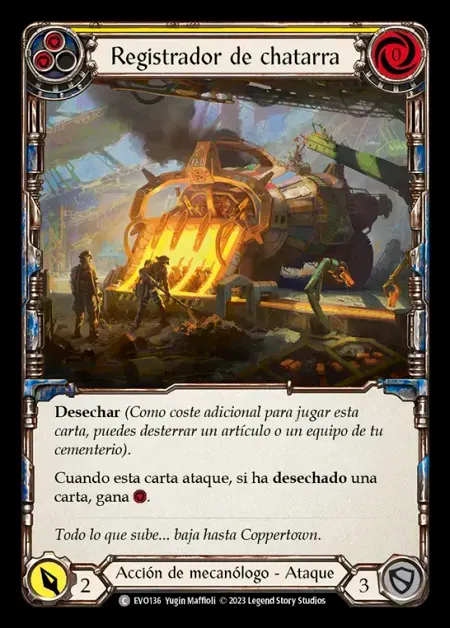 Registrador de chatarra
0
Desechar (Como coste adicional para jugar esta
carta, puedes desterrar un artículo o un equipo de tu
cementerio).
Cuando esta carta ataque, si ha desechado una
carta, gana
Todo lo que sube... baja hasta Coppertown.
2
Acción de mecanólogo - Ataque
3
C EVO136 Yugin Maffioli © 2023 Legend Story Studios